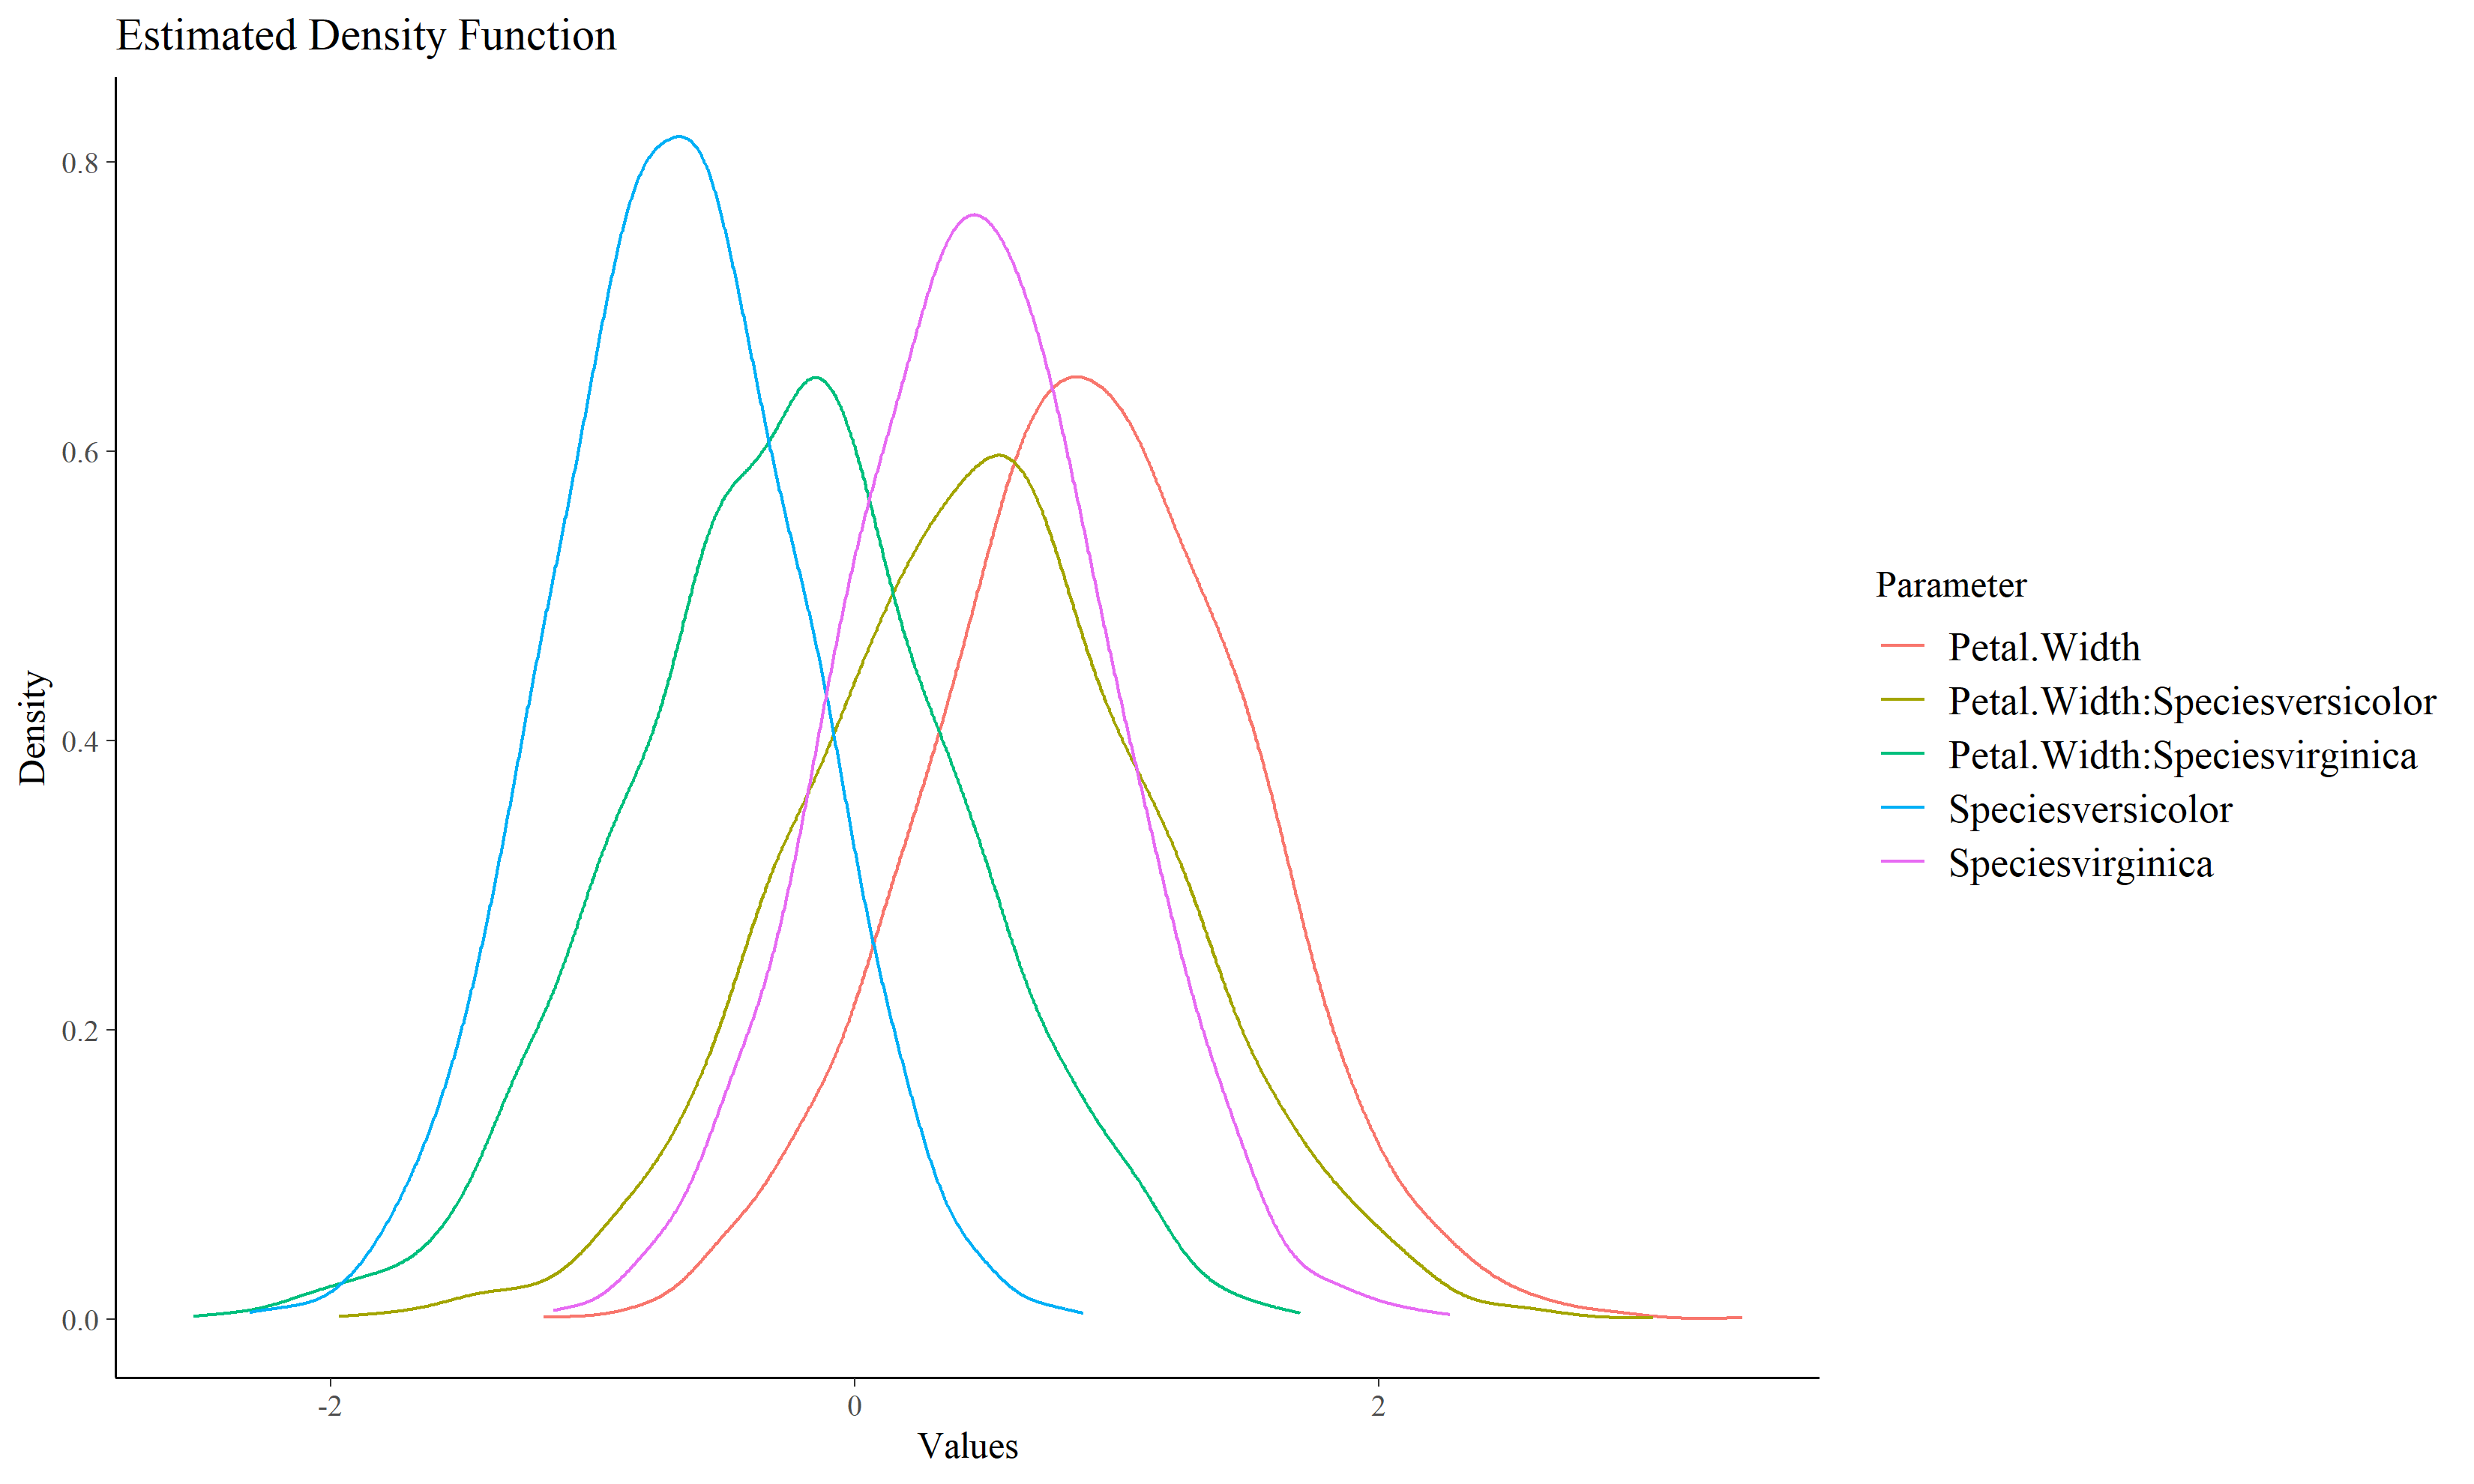 Estimated Density Function
0.8
0.6
0.4
0.2
0.0
Density
-2
0
2
Values
Parameter
Petal.Width
Petal.Width:Speciesversicolor
Petal.Width:Speciesvirginica
Speciesversicolor
Speciesvirginica